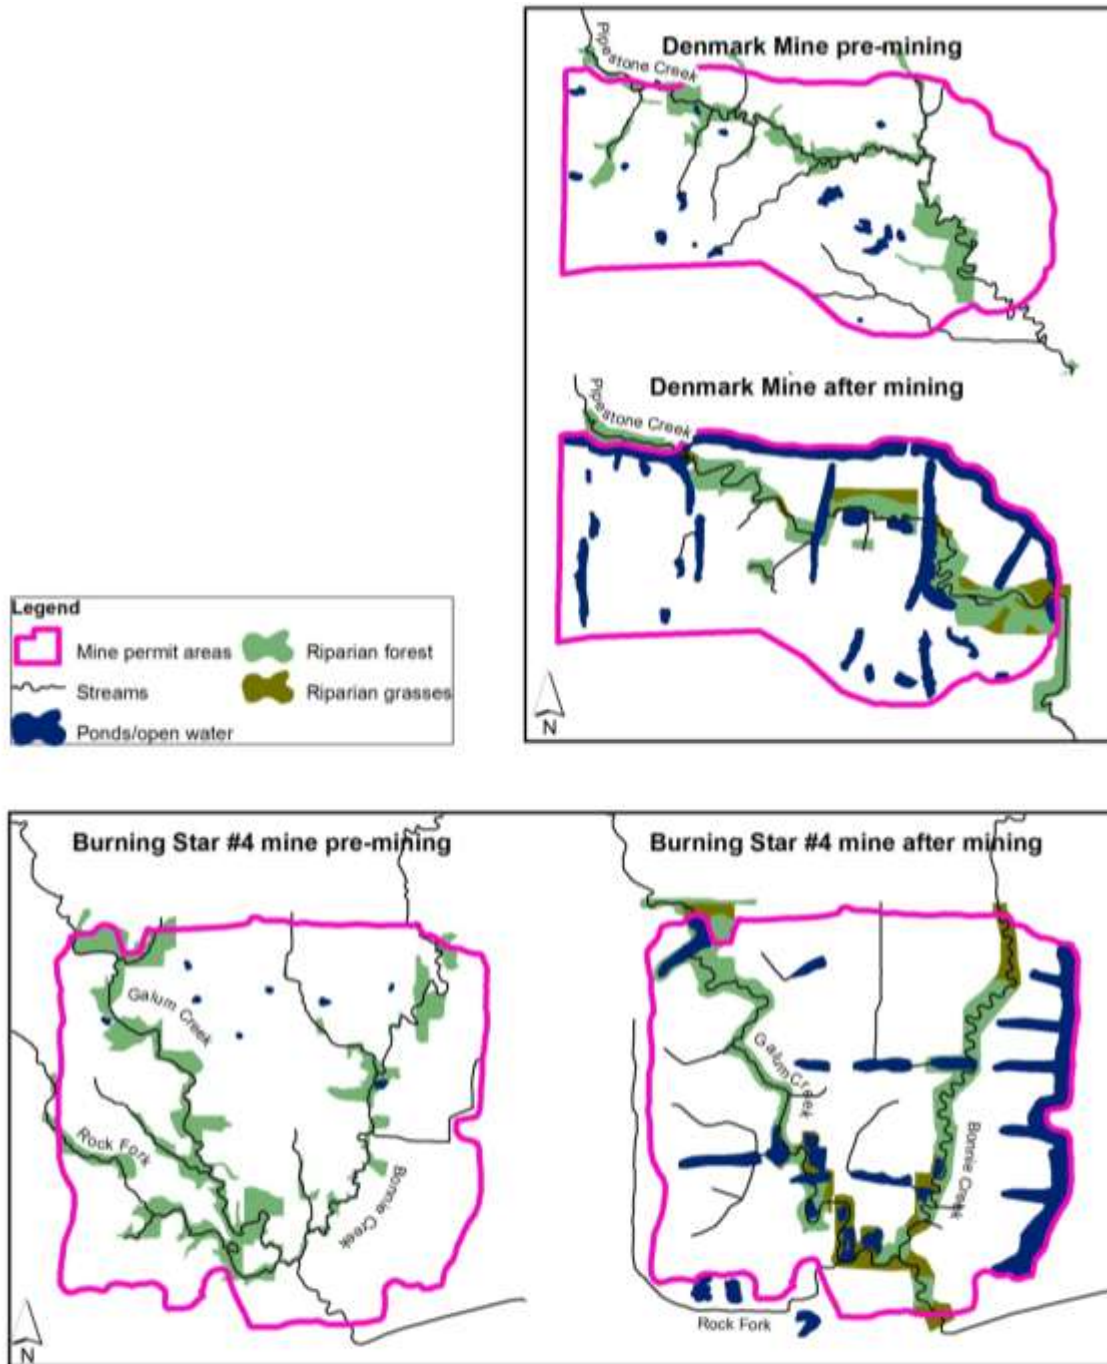 Denmark Mine pre-mining
Pipestone Creek
Denmark Mine after mining
Pipestone Creek
N
Legend
Mine permit areas
Riparian forest
Streams
Riparian grasses
Ponds/open water
Burning Star #4 mine pre-mining
Galum Creek
Rock Fork
Bonnie Creek
N
Burning Star #4 mine after mining
Galum Creek
Bonnie Creek
Rock Fork